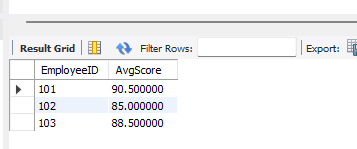 Result Grid Filter Rows: Export:
EmployeeID AvgScore
101 90.500000
102 85.000000
103 88.500000